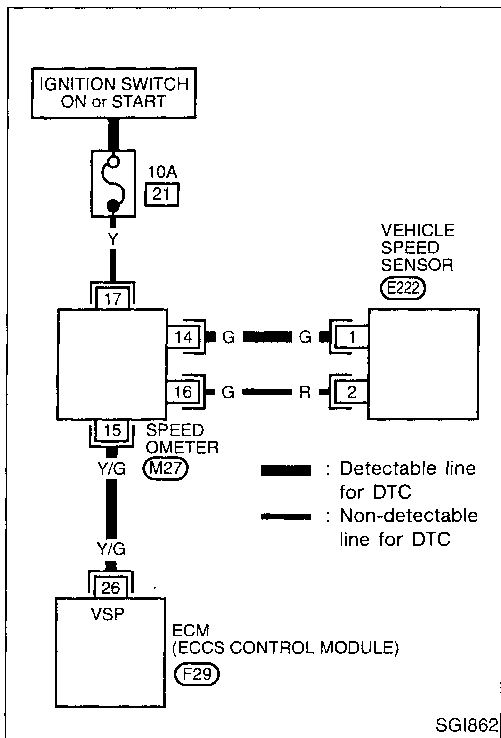 IGNITION SWITCH
ON or START
10A
21
Y
VEHICLE
SPEED
SENSOR
E222
17
14
G
G
1
16
G
R
2
15
SPEED
OMETER
M27
Y/G
: Detectable line
for DTC
: Non-detectable
line for DTC
Y/G
26
VSP
ECM
(ECCS CONTROL MODULE)
F29
SGI862